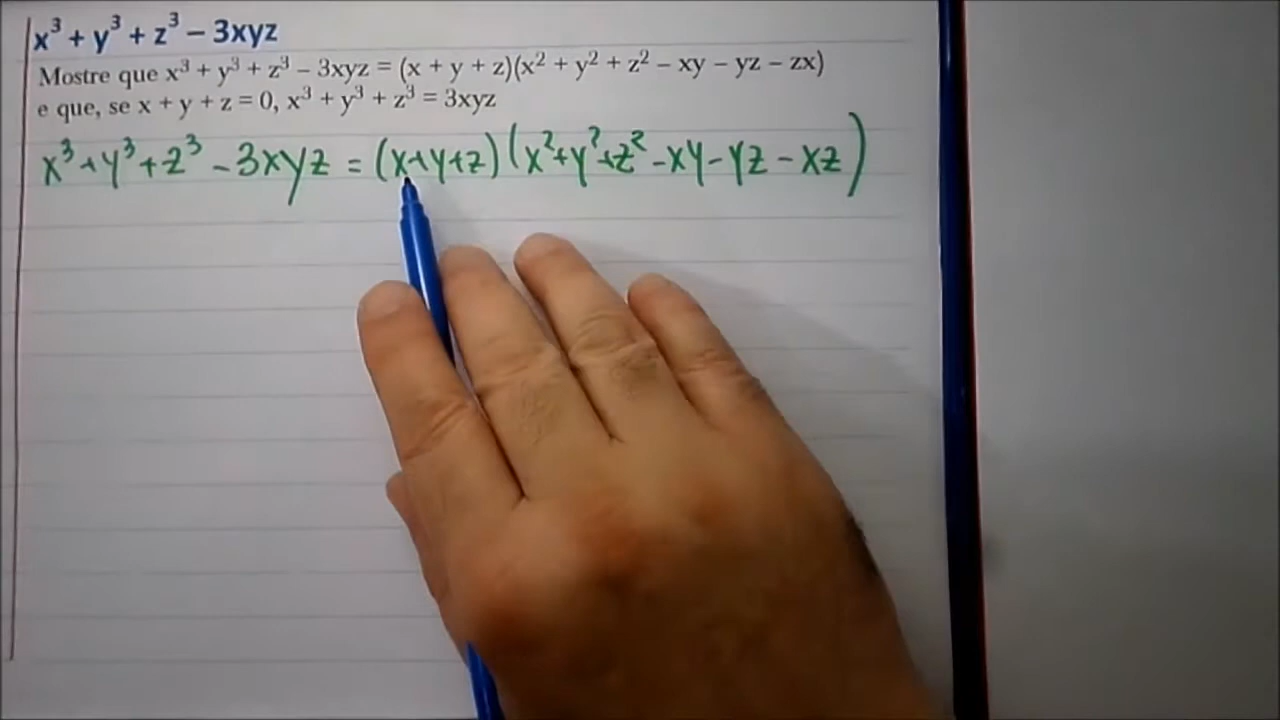 x³ + y³ + z³ − 3xyz
Mostre que x³ + y³ + z³ − 3xyz = (x + y + z)(x² + y² + z² − xy − yz − zx)
e que, se x + y + z = 0, x³ + y³ + z³ = 3xyz
x³+y³+z³ -3xyz = (x+y+z)(x²+y²+z² -xy-yz -xz)